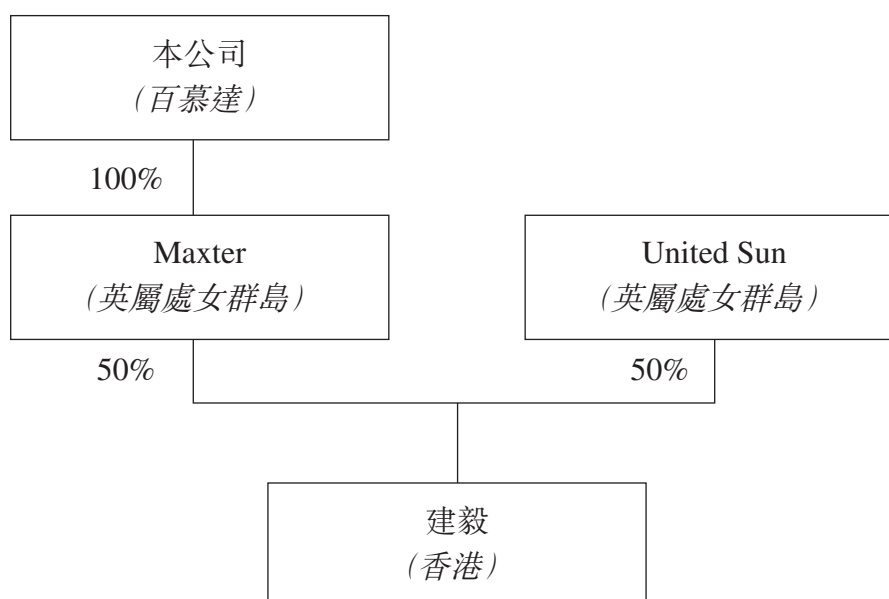 本公司
（百慕達）
100%
Maxter
（英屬處女群島）
United Sun
（英屬處女群島）
50%
50%
建毅
（香港）